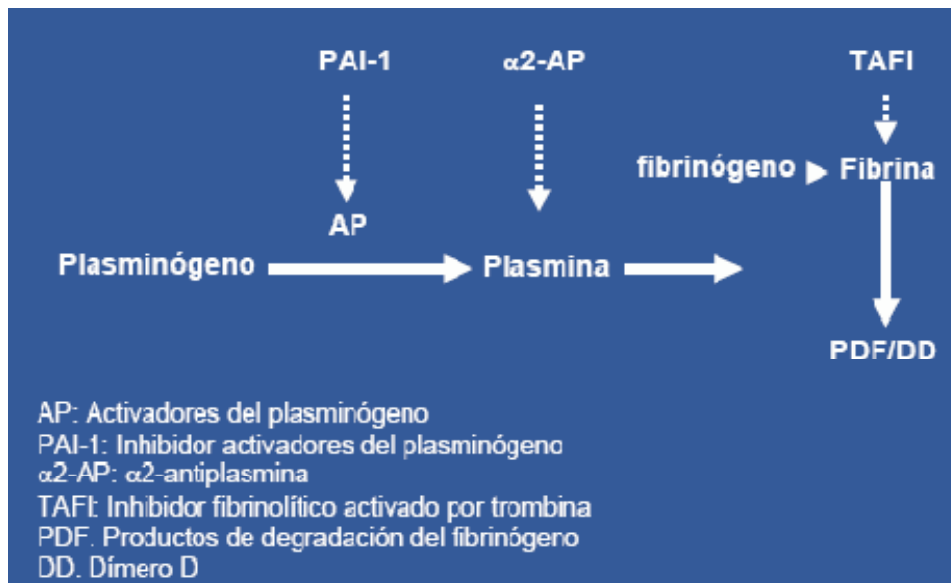 PAI-1 α2-AP TAFI
fibrinógeno Fibrina
AP
Plasminógeno Plasmina
PDF/DD
AP: Activadores del plasminógeno
PAI-1: Inhibidor activadores del plasminógeno
α2-AP: α2-antiplasmina
TAFI: Inhibidor fibrinolítico activado por trombina
PDF. Productos de degradación del fibrinógeno
DD. Dímero D